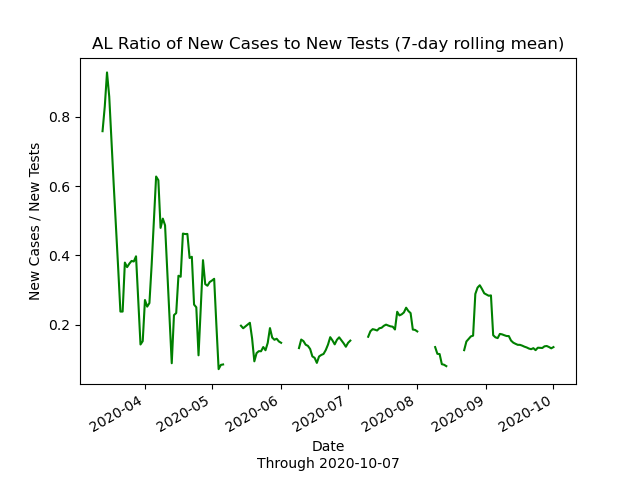 AL Ratio of New Cases to New Tests (7-day rolling mean)
New Cases / New Tests
0.8
0.6
0.4
0.2
2020-04
2020-05
2020-06
2020-07
2020-08
2020-09
2020-10
Date
Through 2020-10-07